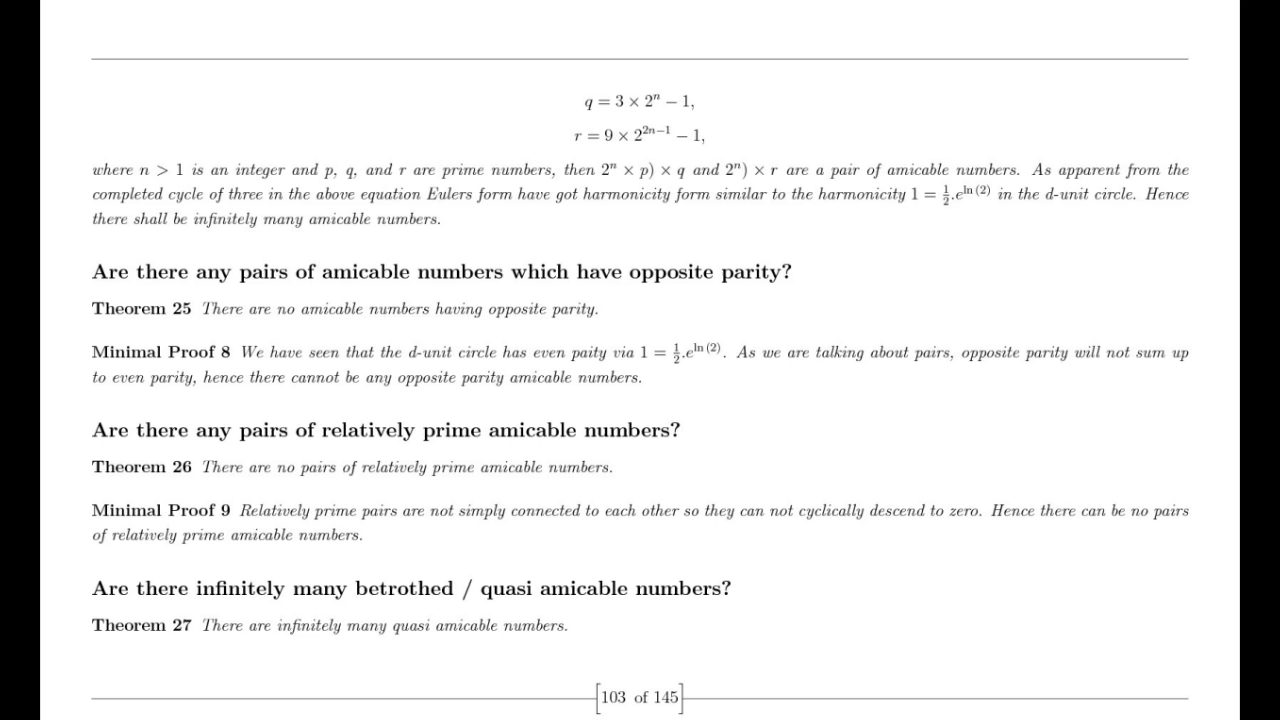 q = 3 × 2ⁿ − 1,
r = 9 × 2²ⁿ⁻¹ − 1,
where n > 1 is an integer and p, q, and r are prime numbers, then 2ⁿ × p) × q and 2ⁿ) × r are a pair of amicable numbers. As apparent from the
completed cycle of three in the above equation Eulers form have got harmonicity form similar to the harmonicity 1 = ½.e^ln (2) in the d-unit circle. Hence
there shall be infinitely many amicable numbers.
Are there any pairs of amicable numbers which have opposite parity?
Theorem 25 There are no amicable numbers having opposite parity.
Minimal Proof 8 We have seen that the d-unit circle has even paity via 1 = ½.e^ln (2). As we are talking about pairs, opposite parity will not sum up
to even parity, hence there cannot be any opposite parity amicable numbers.
Are there any pairs of relatively prime amicable numbers?
Theorem 26 There are no pairs of relatively prime amicable numbers.
Minimal Proof 9 Relatively prime pairs are not simply connected to each other so they can not cyclically descend to zero. Hence there can be no pairs
of relatively prime amicable numbers.
Are there infinitely many betrothed / quasi amicable numbers?
Theorem 27 There are infinitely many quasi amicable numbers.
[103 of 145]